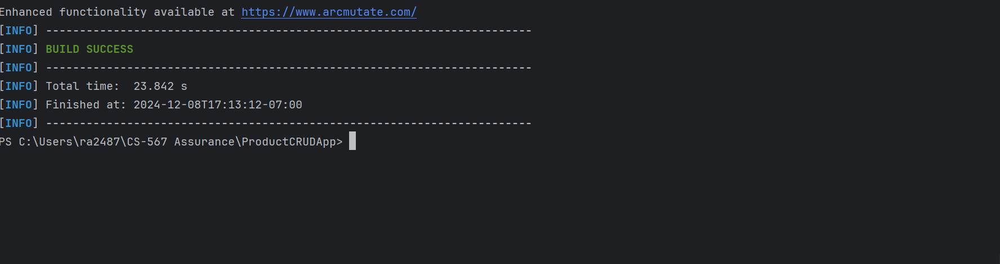 Enhanced functionality available at https://www.arcmutate.com/
[INFO] ------------------------------------------------------------------------
[INFO] BUILD SUCCESS
[INFO] ------------------------------------------------------------------------
[INFO] Total time:  23.842 s
[INFO] Finished at: 2024-12-08T17:13:12-07:00
[INFO] ------------------------------------------------------------------------
PS C:\Users\ra2487\CS-567 Assurance\ProductCRUDApp>